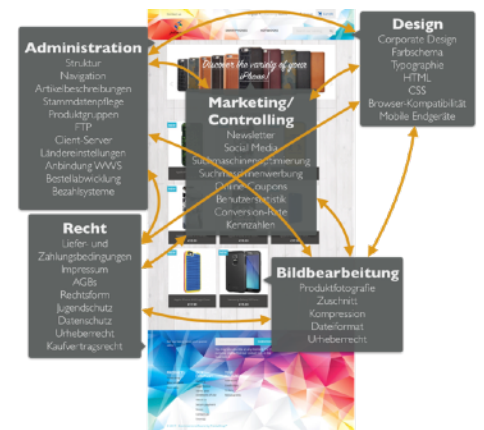 Administration
Struktur
Navigation
Artikelbeschreibungen
Stammdatenpflege
Produktgruppen
FTP
Client-Server
Ländereinstellungen
Anbindung WWS
Bestellabwicklung
Bezahlsysteme
Design
Corporate Design
Farbschema
Typographie
HTML
CSS
Browser-Kompatibilität
Mobile Endgeräte
Discover the variety of your
iPhone!
Marketing/
Controlling
Newsletter
Social Media
Suchmaschinenoptimierung
Suchmaschinenwerbung
Online-Coupons
Benutzerstatistik
Conversion-Rate
Kennzahlen
Recht
Liefer- und
Zahlungsbedingungen
Impressum
AGBs
Rechtsform
Jugendschutz
Datenschutz
Urheberrecht
Kaufvertragsrecht
Bildbearbeitung
Produktfotografie
Zuschnitt
Kompression
Dateiformat
Urheberrecht